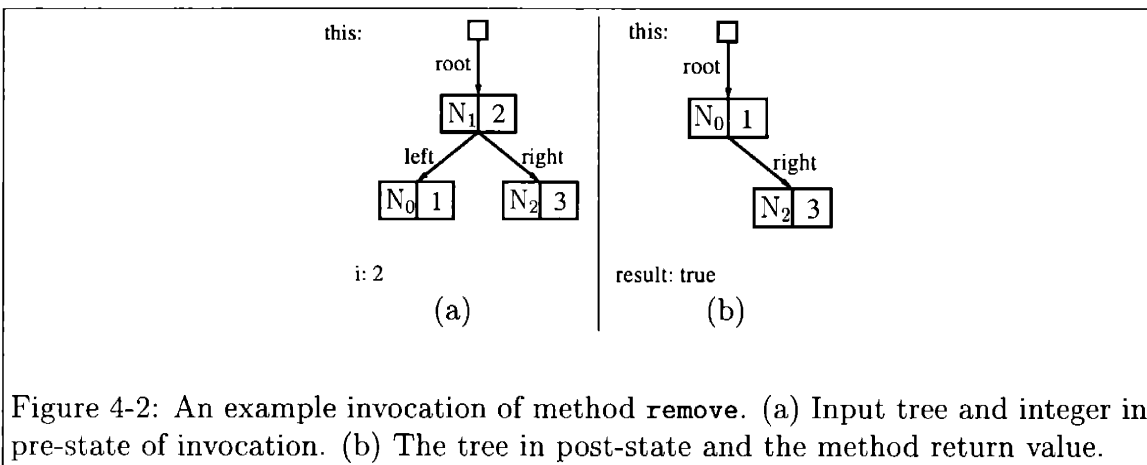 this:
root
N₁ 2
left right
N₀ 1 N₂ 3
i: 2
(a)
this:
root
N₀ 1
right
N₂ 3
result: true
(b)
Figure 4-2: An example invocation of method remove. (a) Input tree and integer in
pre-state of invocation. (b) The tree in post-state and the method return value.